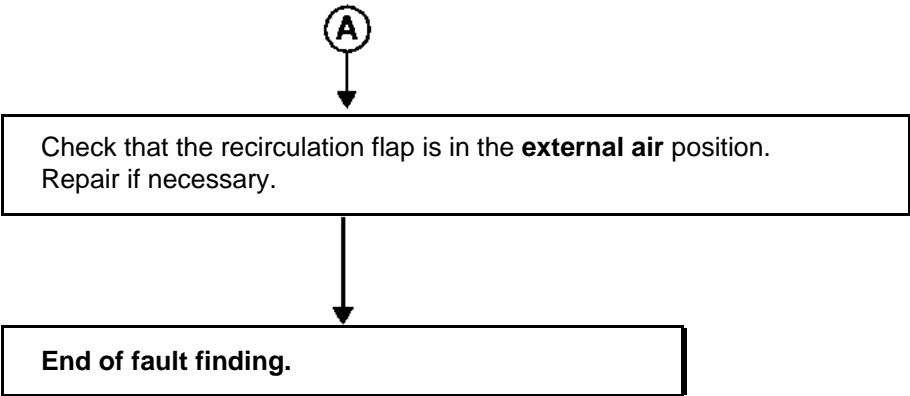 A
Check that the recirculation flap is in the external air position.
Repair if necessary.
End of fault finding.